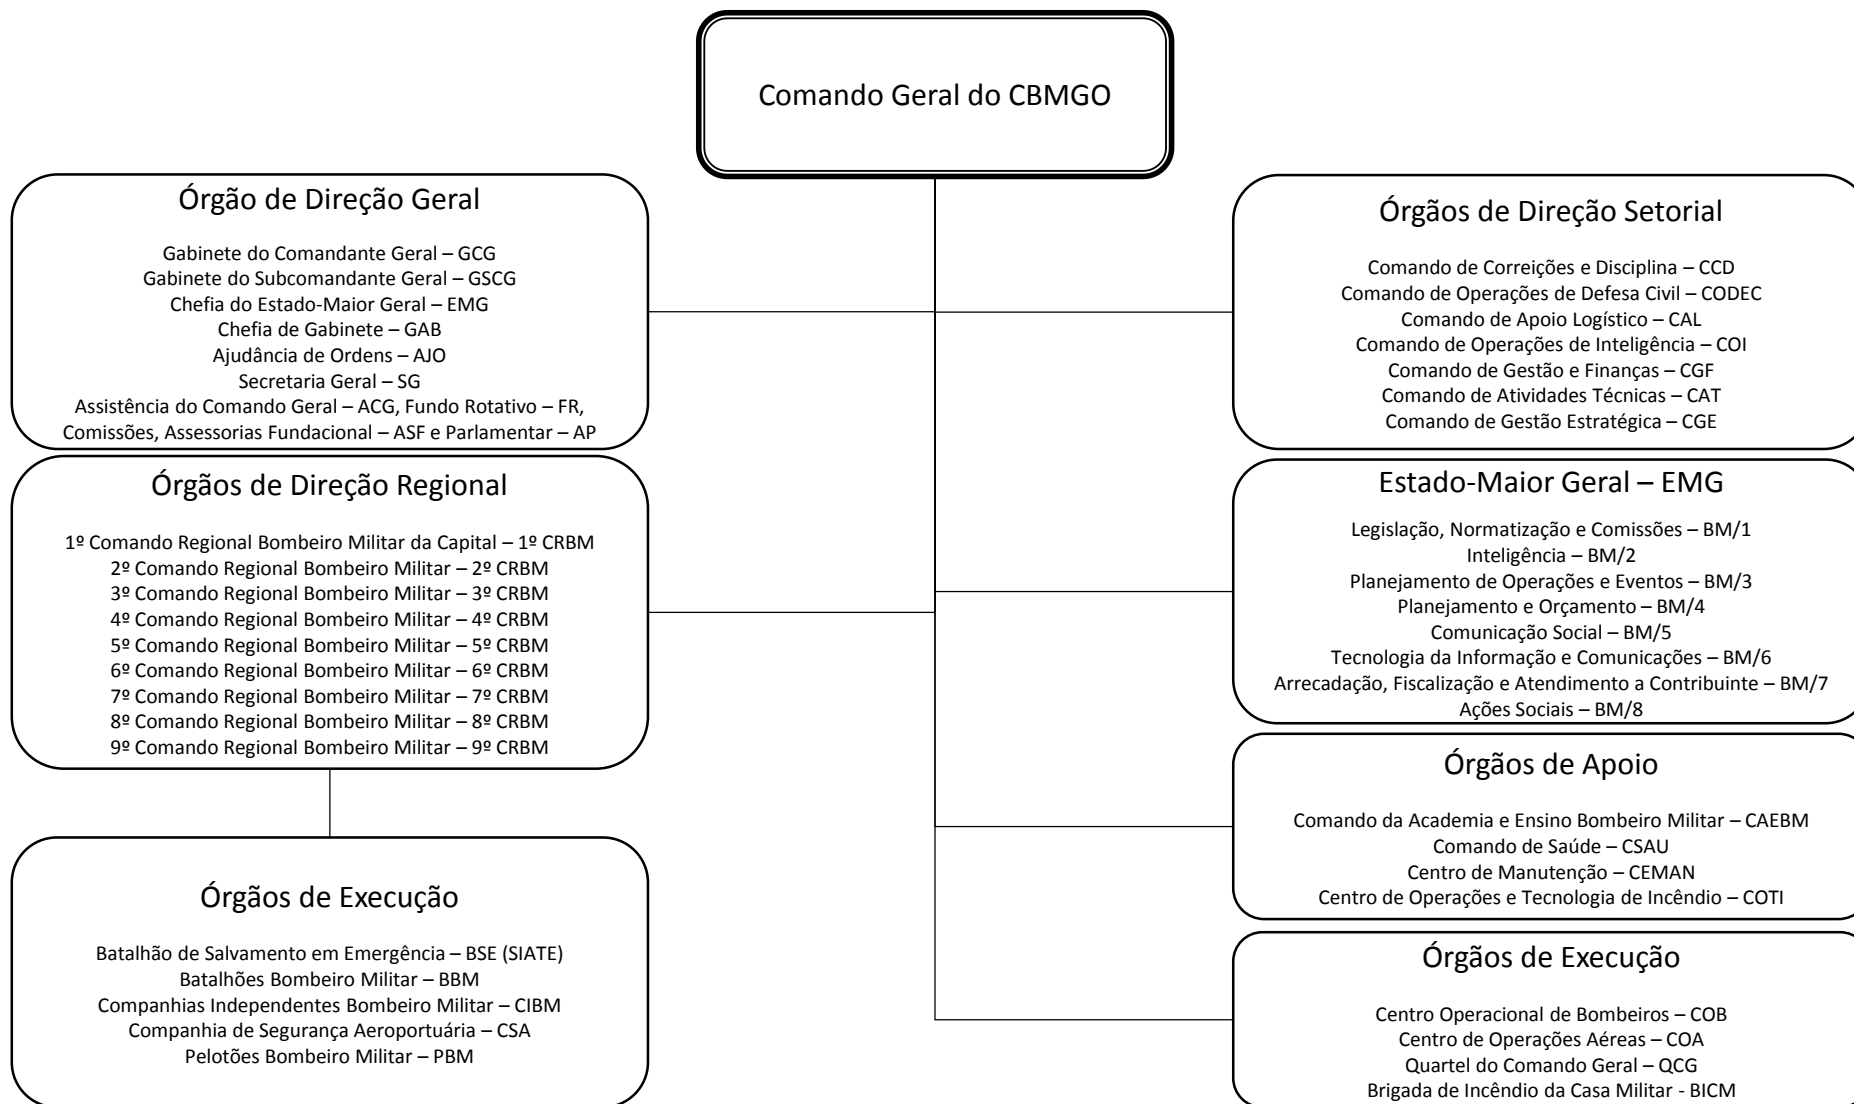 Comando Geral do CBMGO
Órgão de Direção Geral
Gabinete do Comandante Geral – GCG
Gabinete do Subcomandante Geral – GSCG
Chefia do Estado-Maior Geral – EMG
Chefia de Gabinete – GAB
Ajudância de Ordens – AJO
Secretaria Geral – SG
Assistência do Comando Geral – ACG, Fundo Rotativo – FR,
Comissões, Assessorias Fundacional – ASF e Parlamentar – AP
Órgãos de Direção Regional
1º Comando Regional Bombeiro Militar da Capital – 1º CRBM
2º Comando Regional Bombeiro Militar – 2º CRBM
3º Comando Regional Bombeiro Militar – 3º CRBM
4º Comando Regional Bombeiro Militar – 4º CRBM
5º Comando Regional Bombeiro Militar – 5º CRBM
6º Comando Regional Bombeiro Militar – 6º CRBM
7º Comando Regional Bombeiro Militar – 7º CRBM
8º Comando Regional Bombeiro Militar – 8º CRBM
9º Comando Regional Bombeiro Militar – 9º CRBM
Órgãos de Execução
Batalhão de Salvamento em Emergência – BSE (SIATE)
Batalhões Bombeiro Militar – BBM
Companhias Independentes Bombeiro Militar – CIBM
Companhia de Segurança Aeroportuária – CSA
Pelotões Bombeiro Militar – PBM
Órgãos de Direção Setorial
Comando de Correições e Disciplina – CCD
Comando de Operações de Defesa Civil – CODEC
Comando de Apoio Logístico – CAL
Comando de Operações de Inteligência – COI
Comando de Gestão e Finanças – CGF
Comando de Atividades Técnicas – CAT
Comando de Gestão Estratégica – CGE
Estado-Maior Geral – EMG
Legislação, Normatização e Comissões – BM/1
Inteligência – BM/2
Planejamento de Operações e Eventos – BM/3
Planejamento e Orçamento – BM/4
Comunicação Social – BM/5
Tecnologia da Informação e Comunicações – BM/6
Arrecadação, Fiscalização e Atendimento a Contribuinte – BM/7
Ações Sociais – BM/8
Órgãos de Apoio
Comando da Academia e Ensino Bombeiro Militar – CAEBM
Comando de Saúde – CSAU
Centro de Manutenção – CEMAN
Centro de Operações e Tecnologia de Incêndio – COTI
Órgãos de Execução
Centro Operacional de Bombeiros – COB
Centro de Operações Aéreas – COA
Quartel do Comando Geral – QCG
Brigada de Incêndio da Casa Militar - BICM